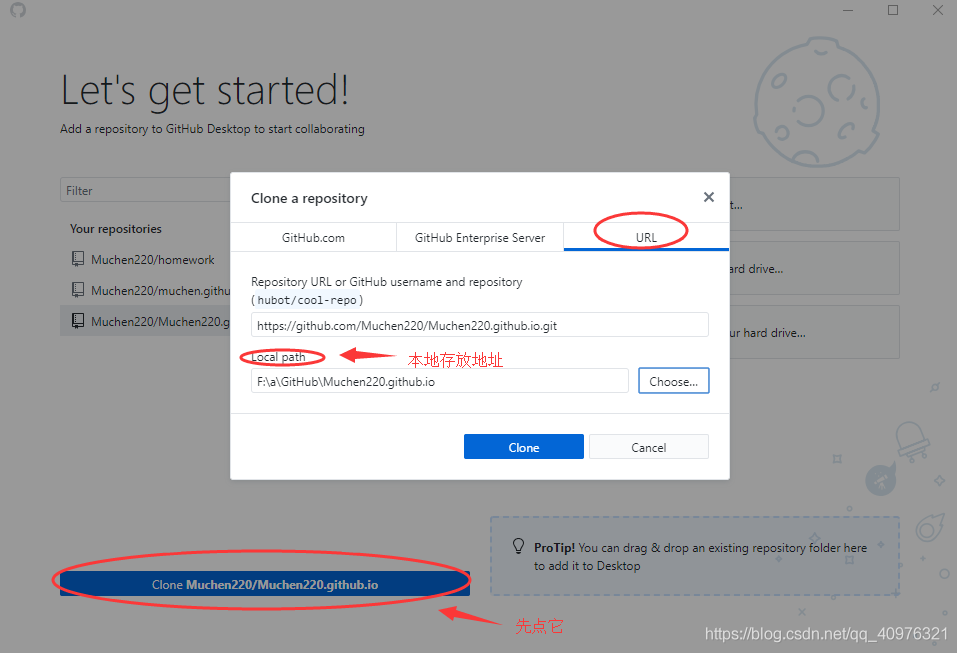 Let's get started!
Add a repository to GitHub Desktop to start collaborating
Filter
Your repositories
Muchen220/homework
Muchen220/muchen.githu
Muchen220/Muchen220.g
t...
ard drive...
ur hard drive...
Clone a repository
GitHub.com
GitHub Enterprise Server
URL
Repository URL or GitHub username and repository
(hubot/cool-repo)
https://github.com/Muchen220/Muchen220.github.io.git
Local path
本地存放地址
F:\a\GitHub\Muchen220.github.io
Choose...
Clone
Cancel
ProTip! You can drag & drop an existing repository folder here
to add it to Desktop
Clone Muchen220/Muchen220.github.io
先点它
https://blog.csdn.net/qq_40976321